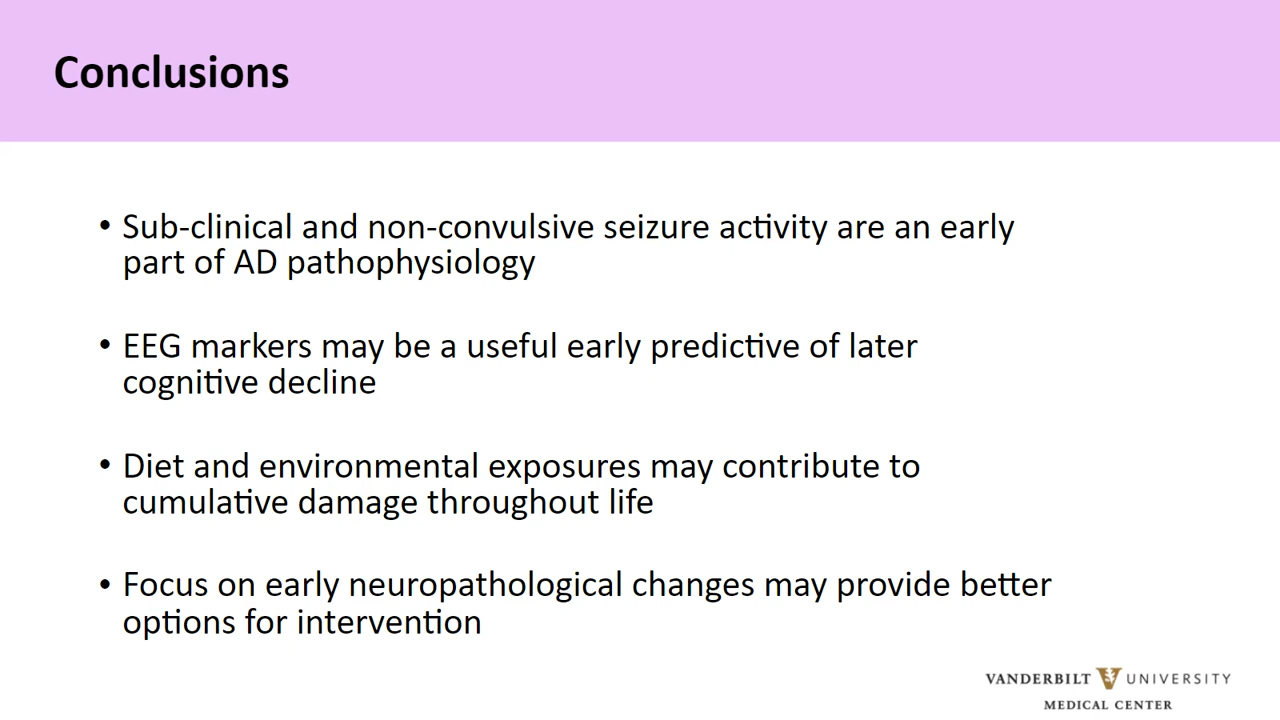 Conclusions
• Sub-clinical and non-convulsive seizure activity are an early
part of AD pathophysiology
• EEG markers may be a useful early predictive of later
cognitive decline
• Diet and environmental exposures may contribute to
cumulative damage throughout life
• Focus on early neuropathological changes may provide better
options for intervention
VANDERBILT UNIVERSITY
MEDICAL CENTER